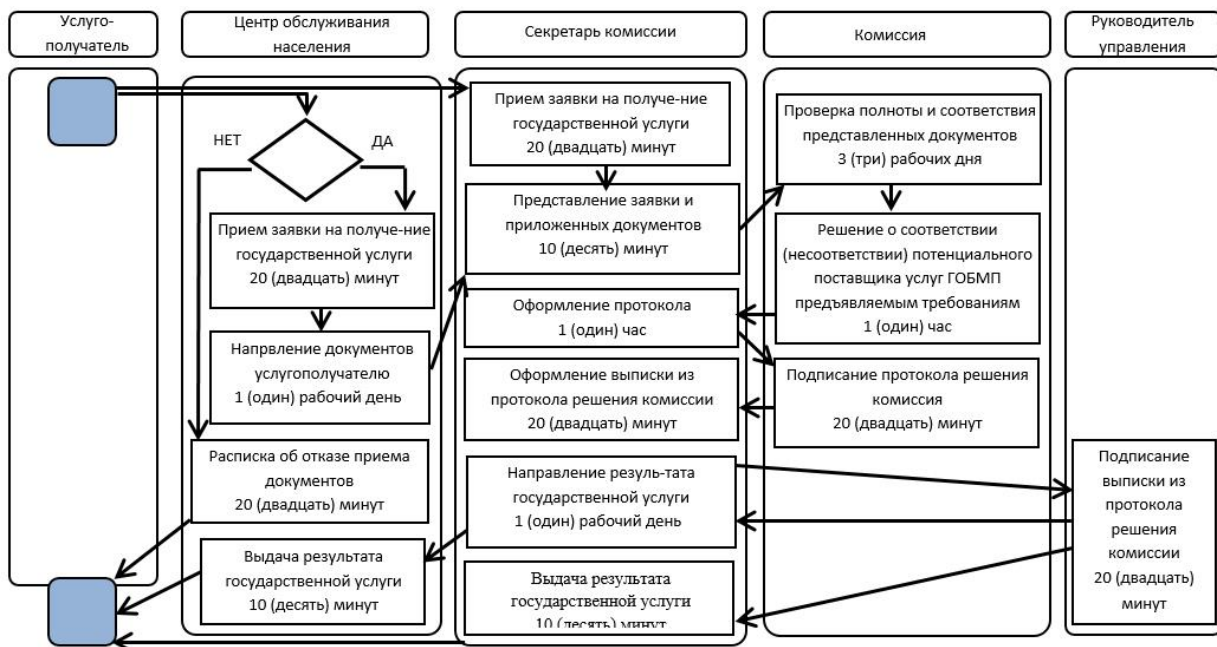 Услуго-
получатель
Центр обслуживания
населения
Секретарь комиссии
Комиссия
Руководитель
управления
НЕТ
ДА
Прием заявки на получе-ние
государственной услуги
20 (двадцать) минут
Напрвление документов
услугополучателю
1 (один) рабочий день
Расписка об отказе приема
документов
20 (двадцать) минут
Выдача результата
государственной услуги
10 (десять) минут
Прием заявки на получе-ние
государственной услуги
20 (двадцать) минут
Представление заявки и
приложенных документов
10 (десять) минут
Оформление протокола
1 (один) час
Оформление выписки из
протокола решения комиссии
20 (двадцать) минут
Направление резуль-тата
государственной услуги
1 (один) рабочий день
Выдача результата
государственной услуги
10 (десять) минут
Проверка полноты и соответствия
представленных документов
3 (три) рабочих дня
Решение о соответствии
(несоответствии) потенциального
поставщика услуг ГОБМП
предъявляемым требованиям
1 (один) час
Подписание протокола решения
комиссия
20 (двадцать) минут
Подписание
выписки из
протокола
решения
комиссии
20 (двадцать)
минут